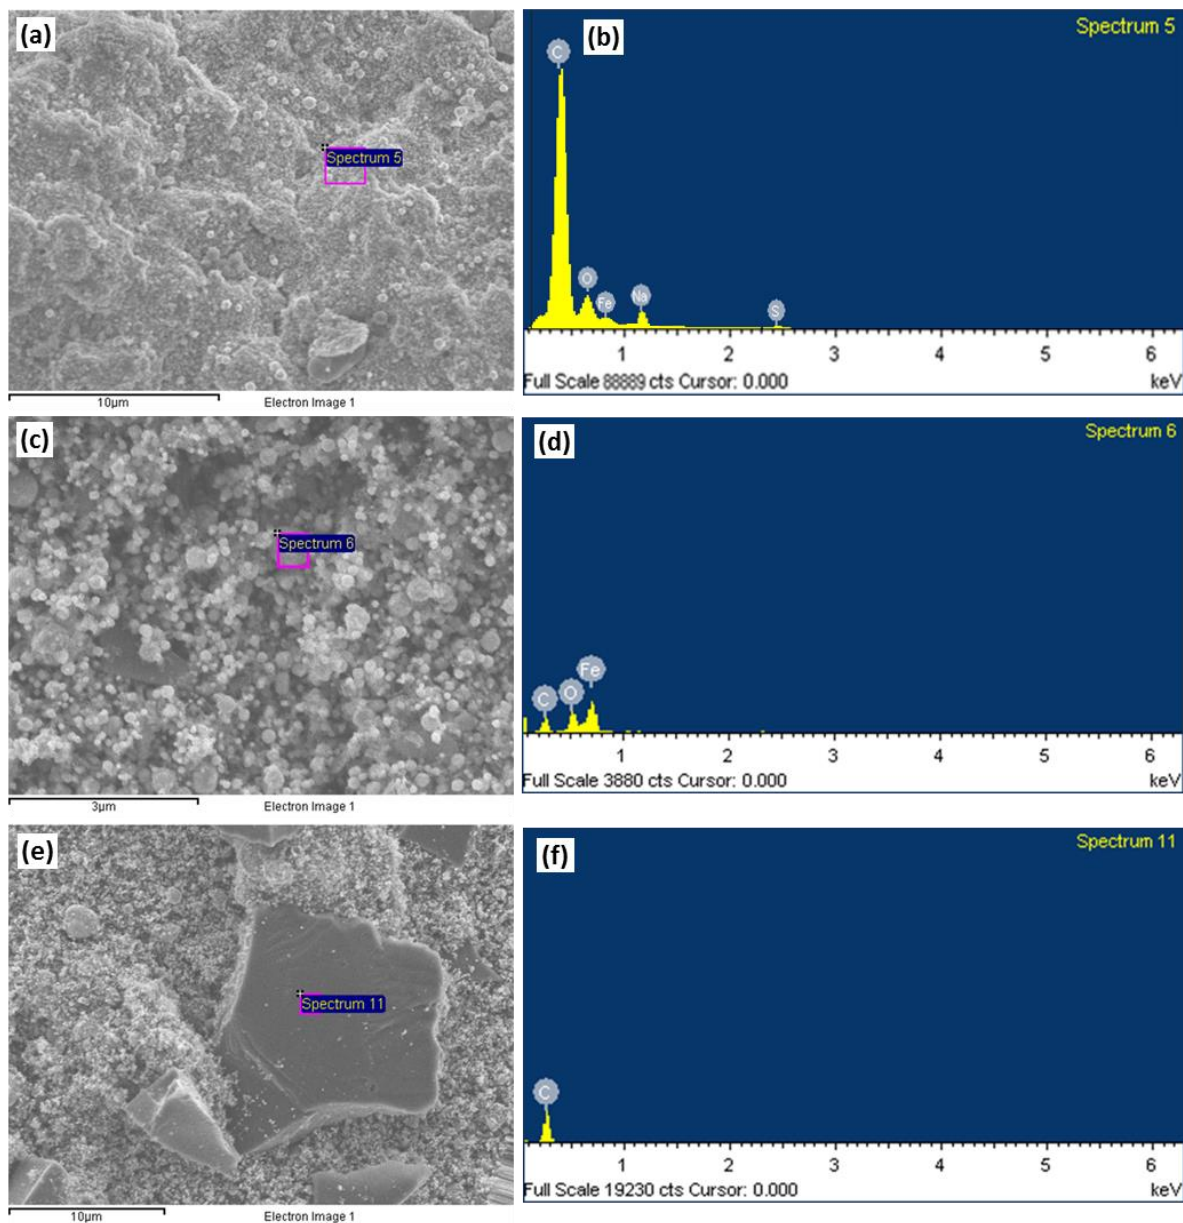 (a)
Spectrum 5
10μm
Electron Image 1
(b)
Spectrum 5
C
O
Fe
Na
S
1 2 3 4 5 6
Full Scale 88889 cts Cursor: 0.000 keV
(c)
Spectrum 6
3μm
Electron Image 1
(d)
Spectrum 6
C
O
Fe
1 2 3 4 5 6
Full Scale 3880 cts Cursor: 0.000 keV
(e)
Spectrum 11
10μm
Electron Image 1
(f)
Spectrum 11
C
1 2 3 4 5 6
Full Scale 19230 cts Cursor: 0.000 keV